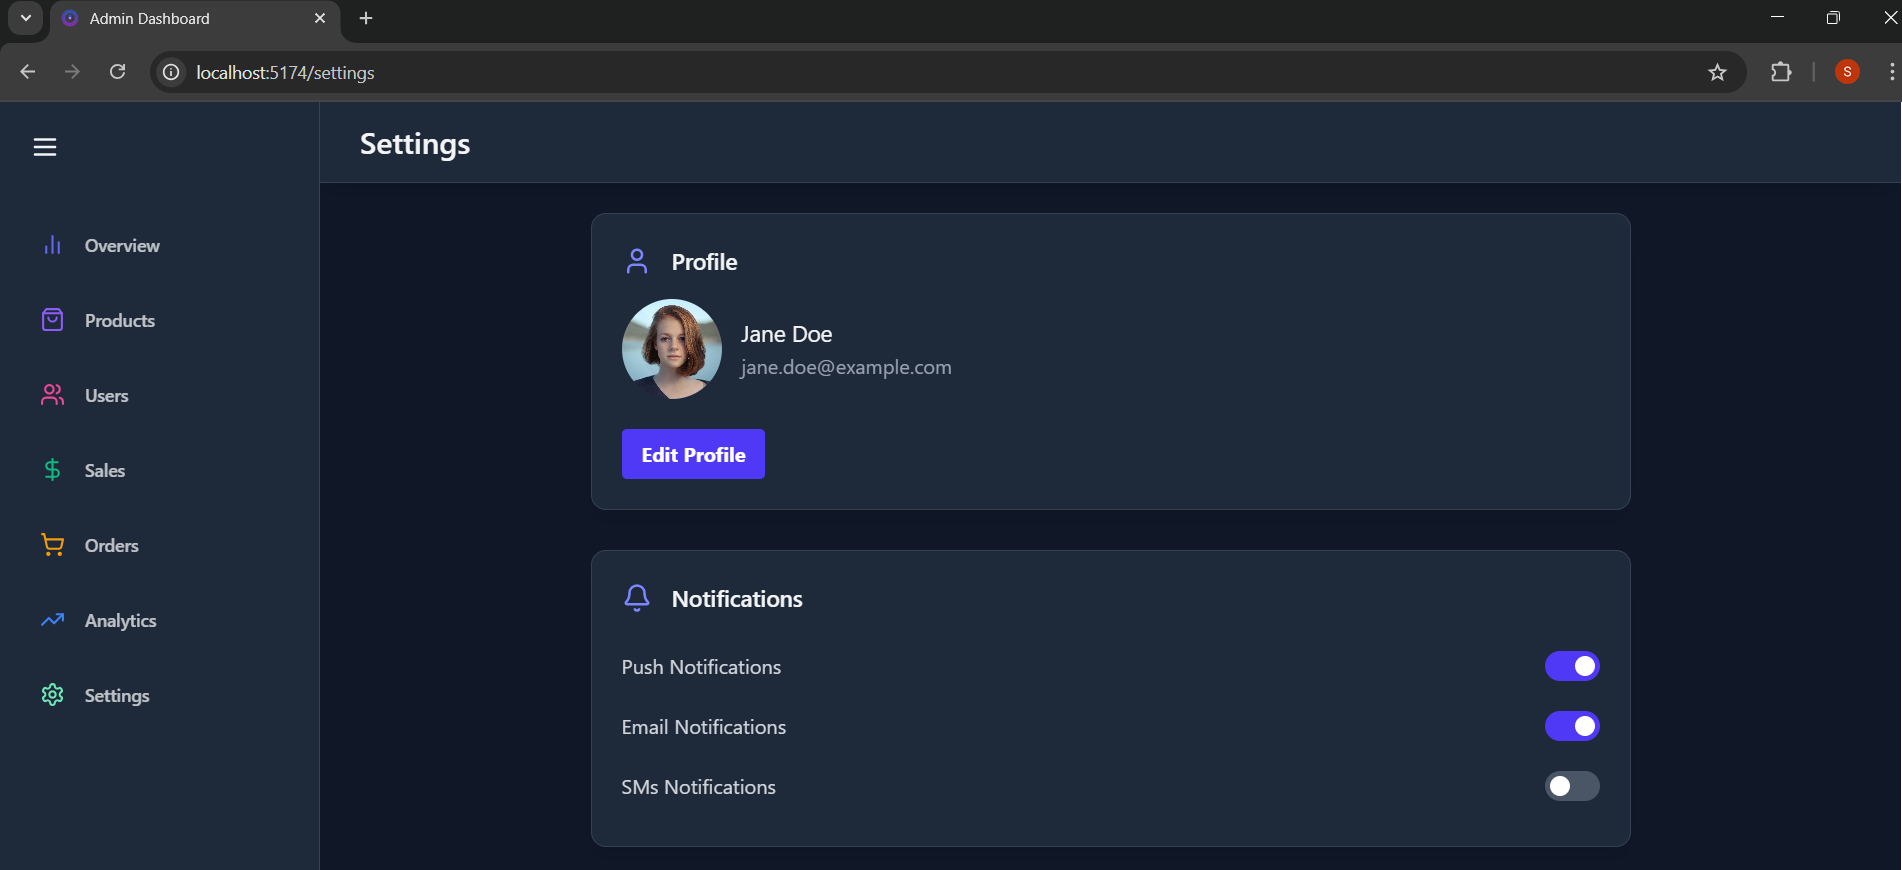 Admin Dashboard
localhost:5174/settings
S
Settings
Overview
Products
Users
Sales
Orders
Analytics
Settings
Profile
Jane Doe
jane.doe@example.com
Edit Profile
Notifications
Push Notifications
Email Notifications
SMs Notifications